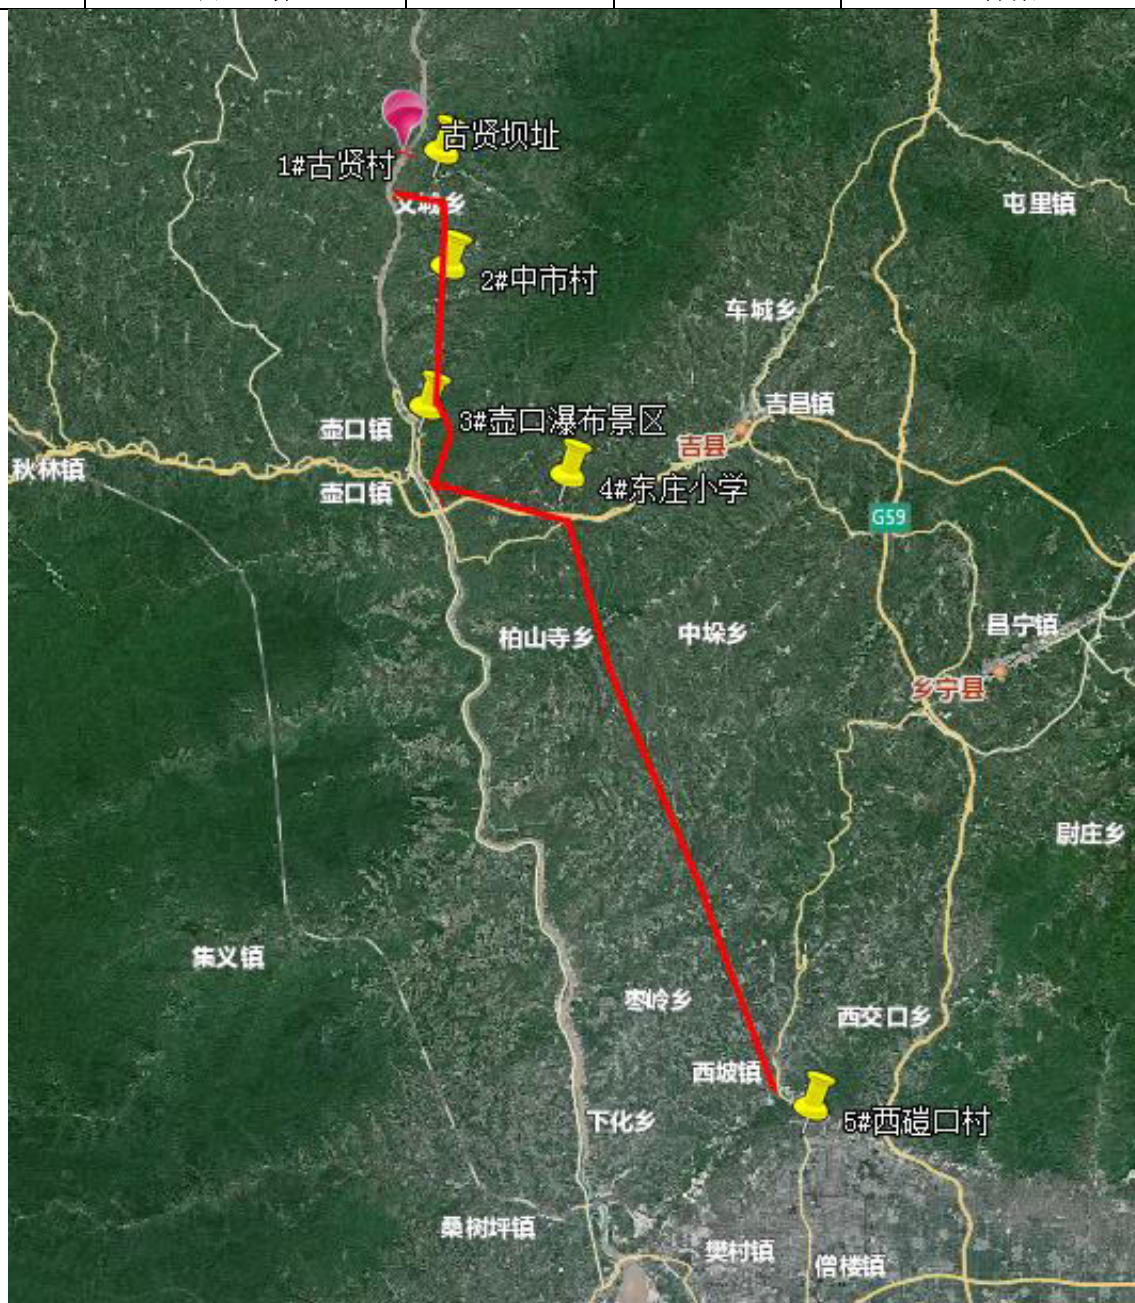 古贤坝址
1#古贤村
文城乡
屯里镇
2#中市村
车城乡
吉昌镇
3#壶口瀑布景区
壶口镇
吉县
秋林镇
4#东庄小学
壶口镇
G59
昌宁镇
柏山寺乡
中垛乡
乡宁县
尉庄乡
集义镇
枣岭乡
西交口乡
西坡镇
5#西磑口村
下化乡
桑树坪镇
樊村镇
僧楼镇